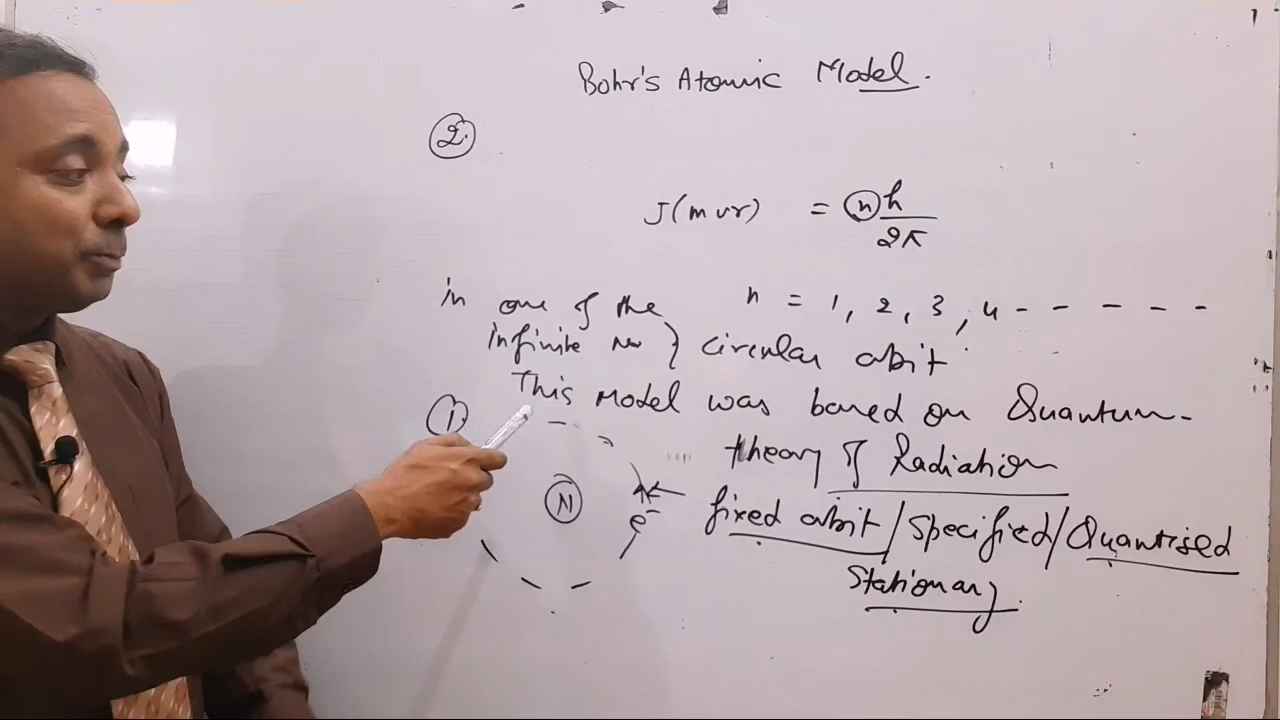 Bohr's Atomic Model.
2.
J(mvr) = nh
2π
n = 1, 2, 3, 4 - - - - -
in one of the
infinite no } circular orbit
This model was based on Quantum-
theory of Radiation
1
N
e-
fixed orbit/Specified/Quantised
Stationary